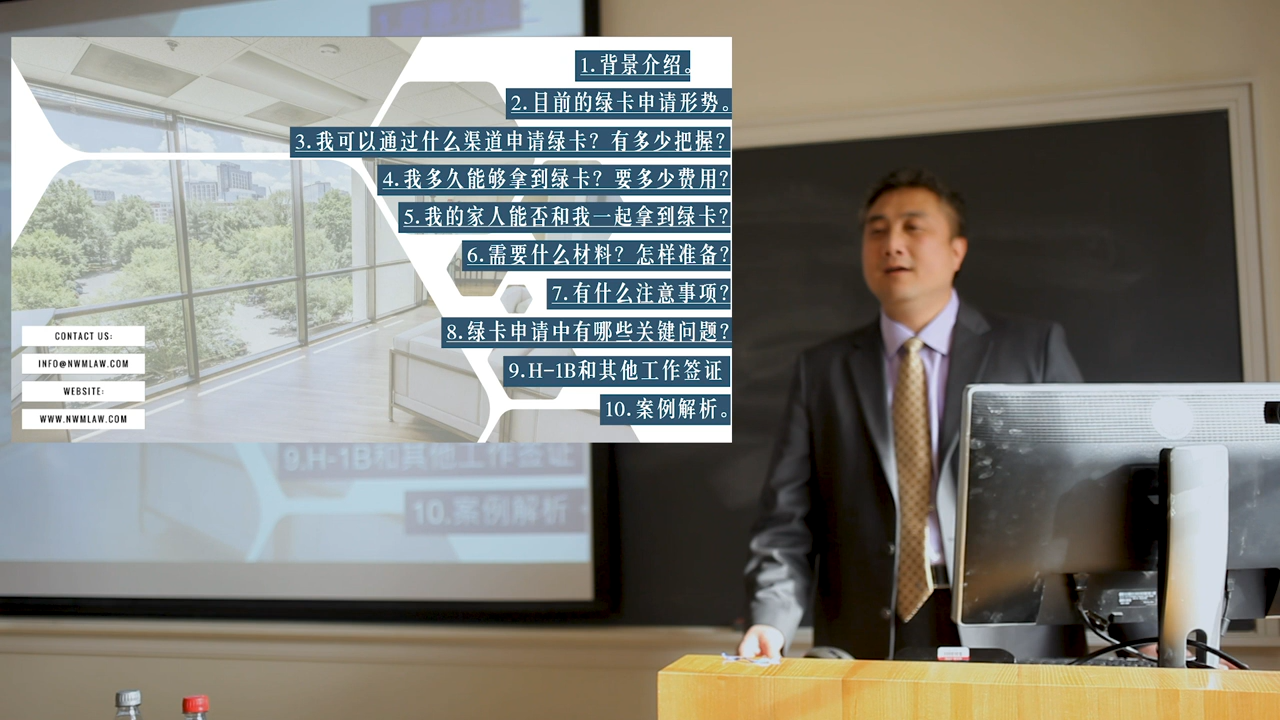 1.背景介绍。
2.目前的绿卡申请形势。
3.我可以通过什么渠道申请绿卡? 有多少把握?
4.我多久能够拿到绿卡? 要多少费用?
5.我的家人能否和我一起拿到绿卡?
6.需要什么材料? 怎样准备?
7.有什么注意事项?
8.绿卡申请中有哪些关键问题?
9.H-1B和其他工作签证
10.案例解析。
CONTACT US:
INFO@NWMLAW.COM
WEBSITE:
WWW.NWMLAW.COM
9.H-1B和其他工作签证
10.案例解析